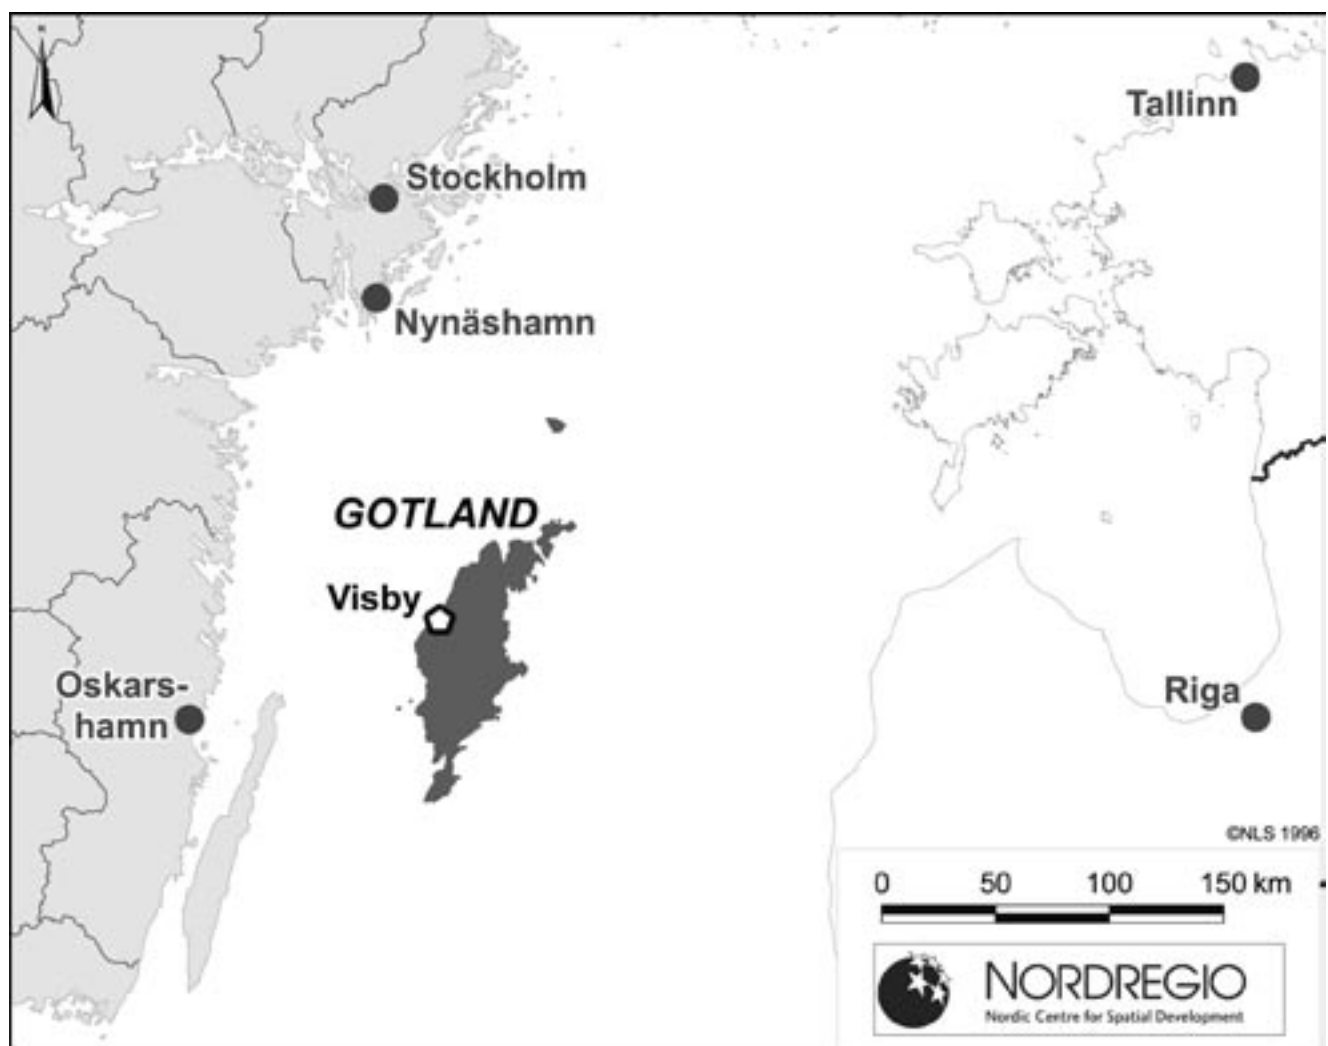 Tallinn
Stockholm
Nynäshamn
GOTLAND
Visby
Oskars-
hamn
Riga
©NLS 1996
0 50 100 150 km
NORDREGIO
Nordic Centre for Spatial Development